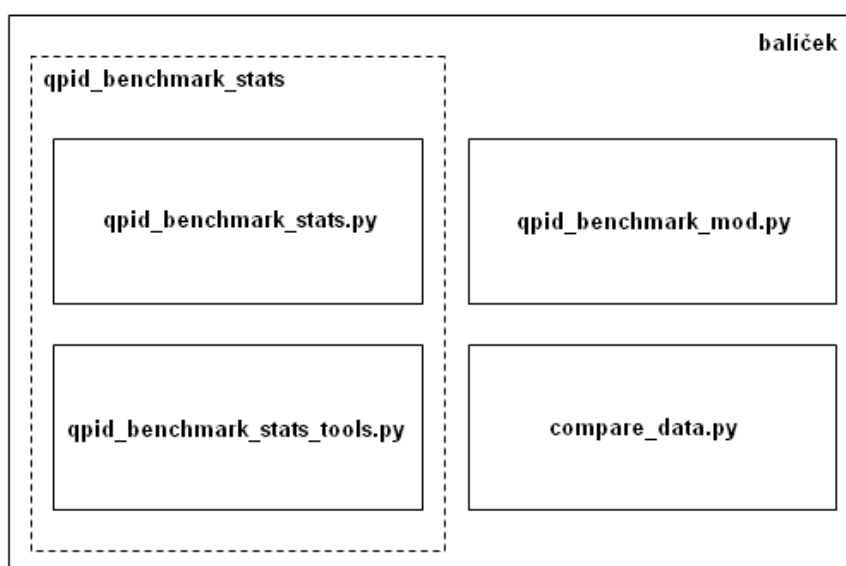 balíček
qpid_benchmark_stats
qpid_benchmark_stats.py
qpid_benchmark_mod.py
qpid_benchmark_stats_tools.py
compare_data.py